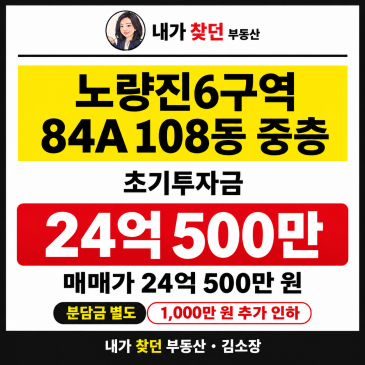 내가 찾던 부동산
노량진6구역
84A 108동 중층
초기투자금
24억 500만
매매가 24억 500만 원
분담금 별도 1,000만 원 추가 인하
내가 찾던 부동산 · 김소장